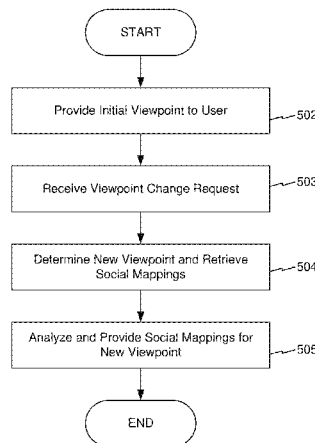 START
Provide Initial Viewpoint to User
502
Receive Viewpoint Change Request
503
Determine New Viewpoint and Retrieve
Social Mappings
504
Analyze and Provide Social Mappings for
New Viewpoint
505
END